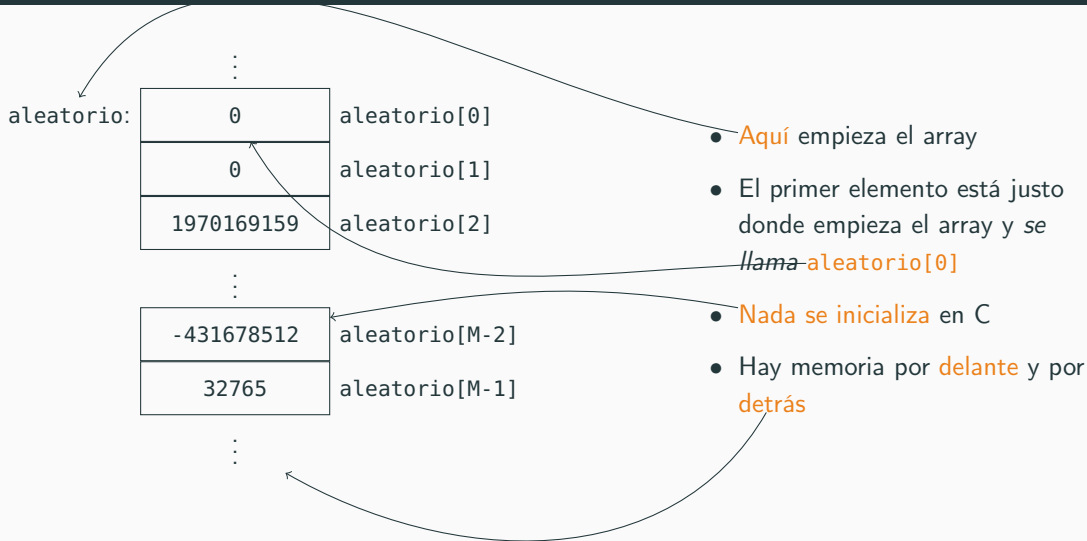 aleatorio:
0
aleatorio[0]
0
aleatorio[1]
1970169159
aleatorio[2]
-431678512
aleatorio[M-2]
32765
aleatorio[M-1]
• Aquí empieza el array
• El primer elemento está justo
donde empieza el array y se
llama aleatorio[0]
• Nada se inicializa en C
• Hay memoria por delante y por
detrás